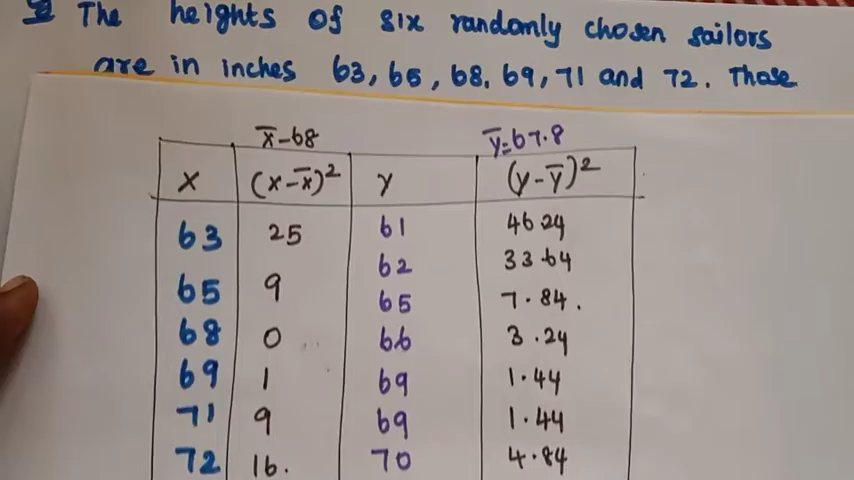 The heights of six randomly chosen sailors
are in inches 63, 65, 68, 69, 71 and 72. Those
x̅-68 y̅=67.8
x (x-x̅)² y (y-y̅)²
63 25 61 46.24
62 33.64
65 9 65 7.84.
68 0 66 3.24
69 1 69 1.44
71 9 69 1.44
72 16. 70 4.84